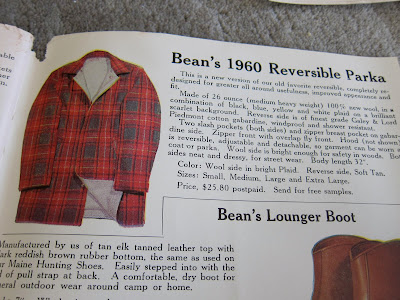 able
ckets
ther
an.
Bean's 1960 Reversible Parka
This is a new version of our old favorite reversible, completely re-
designed for greater all around usefulness, improved appearance and
fit.
Made of 26 ounce (medium heavy weight) 100% new wool, in a
combination of black, blue, yellow and white plaid on a brilliant
scarlet background. Reverse side is of finest grade Galey & Lord
Piedmont cotton gabardine, windproof and shower resistant.
Two slash pockets (both sides) and zipper breast pocket on gabar-
dine side. Zipper front with overlap fly front. Hood (not shown)
is reversible, adjustable and detachable, so garment can be worn as
coat or parka. Wool side is bright enough for safety in woods. Both
sides neat and dressy, for street wear. Body length 32".
Color: Wool side in bright Plaid. Reverse side, Soft Tan.
Sizes: Small, Medium, Large and Extra Large.
Price, $25.80 postpaid. Send for free samples.
Bean's Lounger Boot
Manufactured by us of tan elk tanned leather top with
dark reddish brown rubber bottom, the same as used on
ur Maine Hunting Shoes. Easily stepped into with the
d of pull strap at back. A comfortable, dry boot for
neral outdoor wear around camp or home.